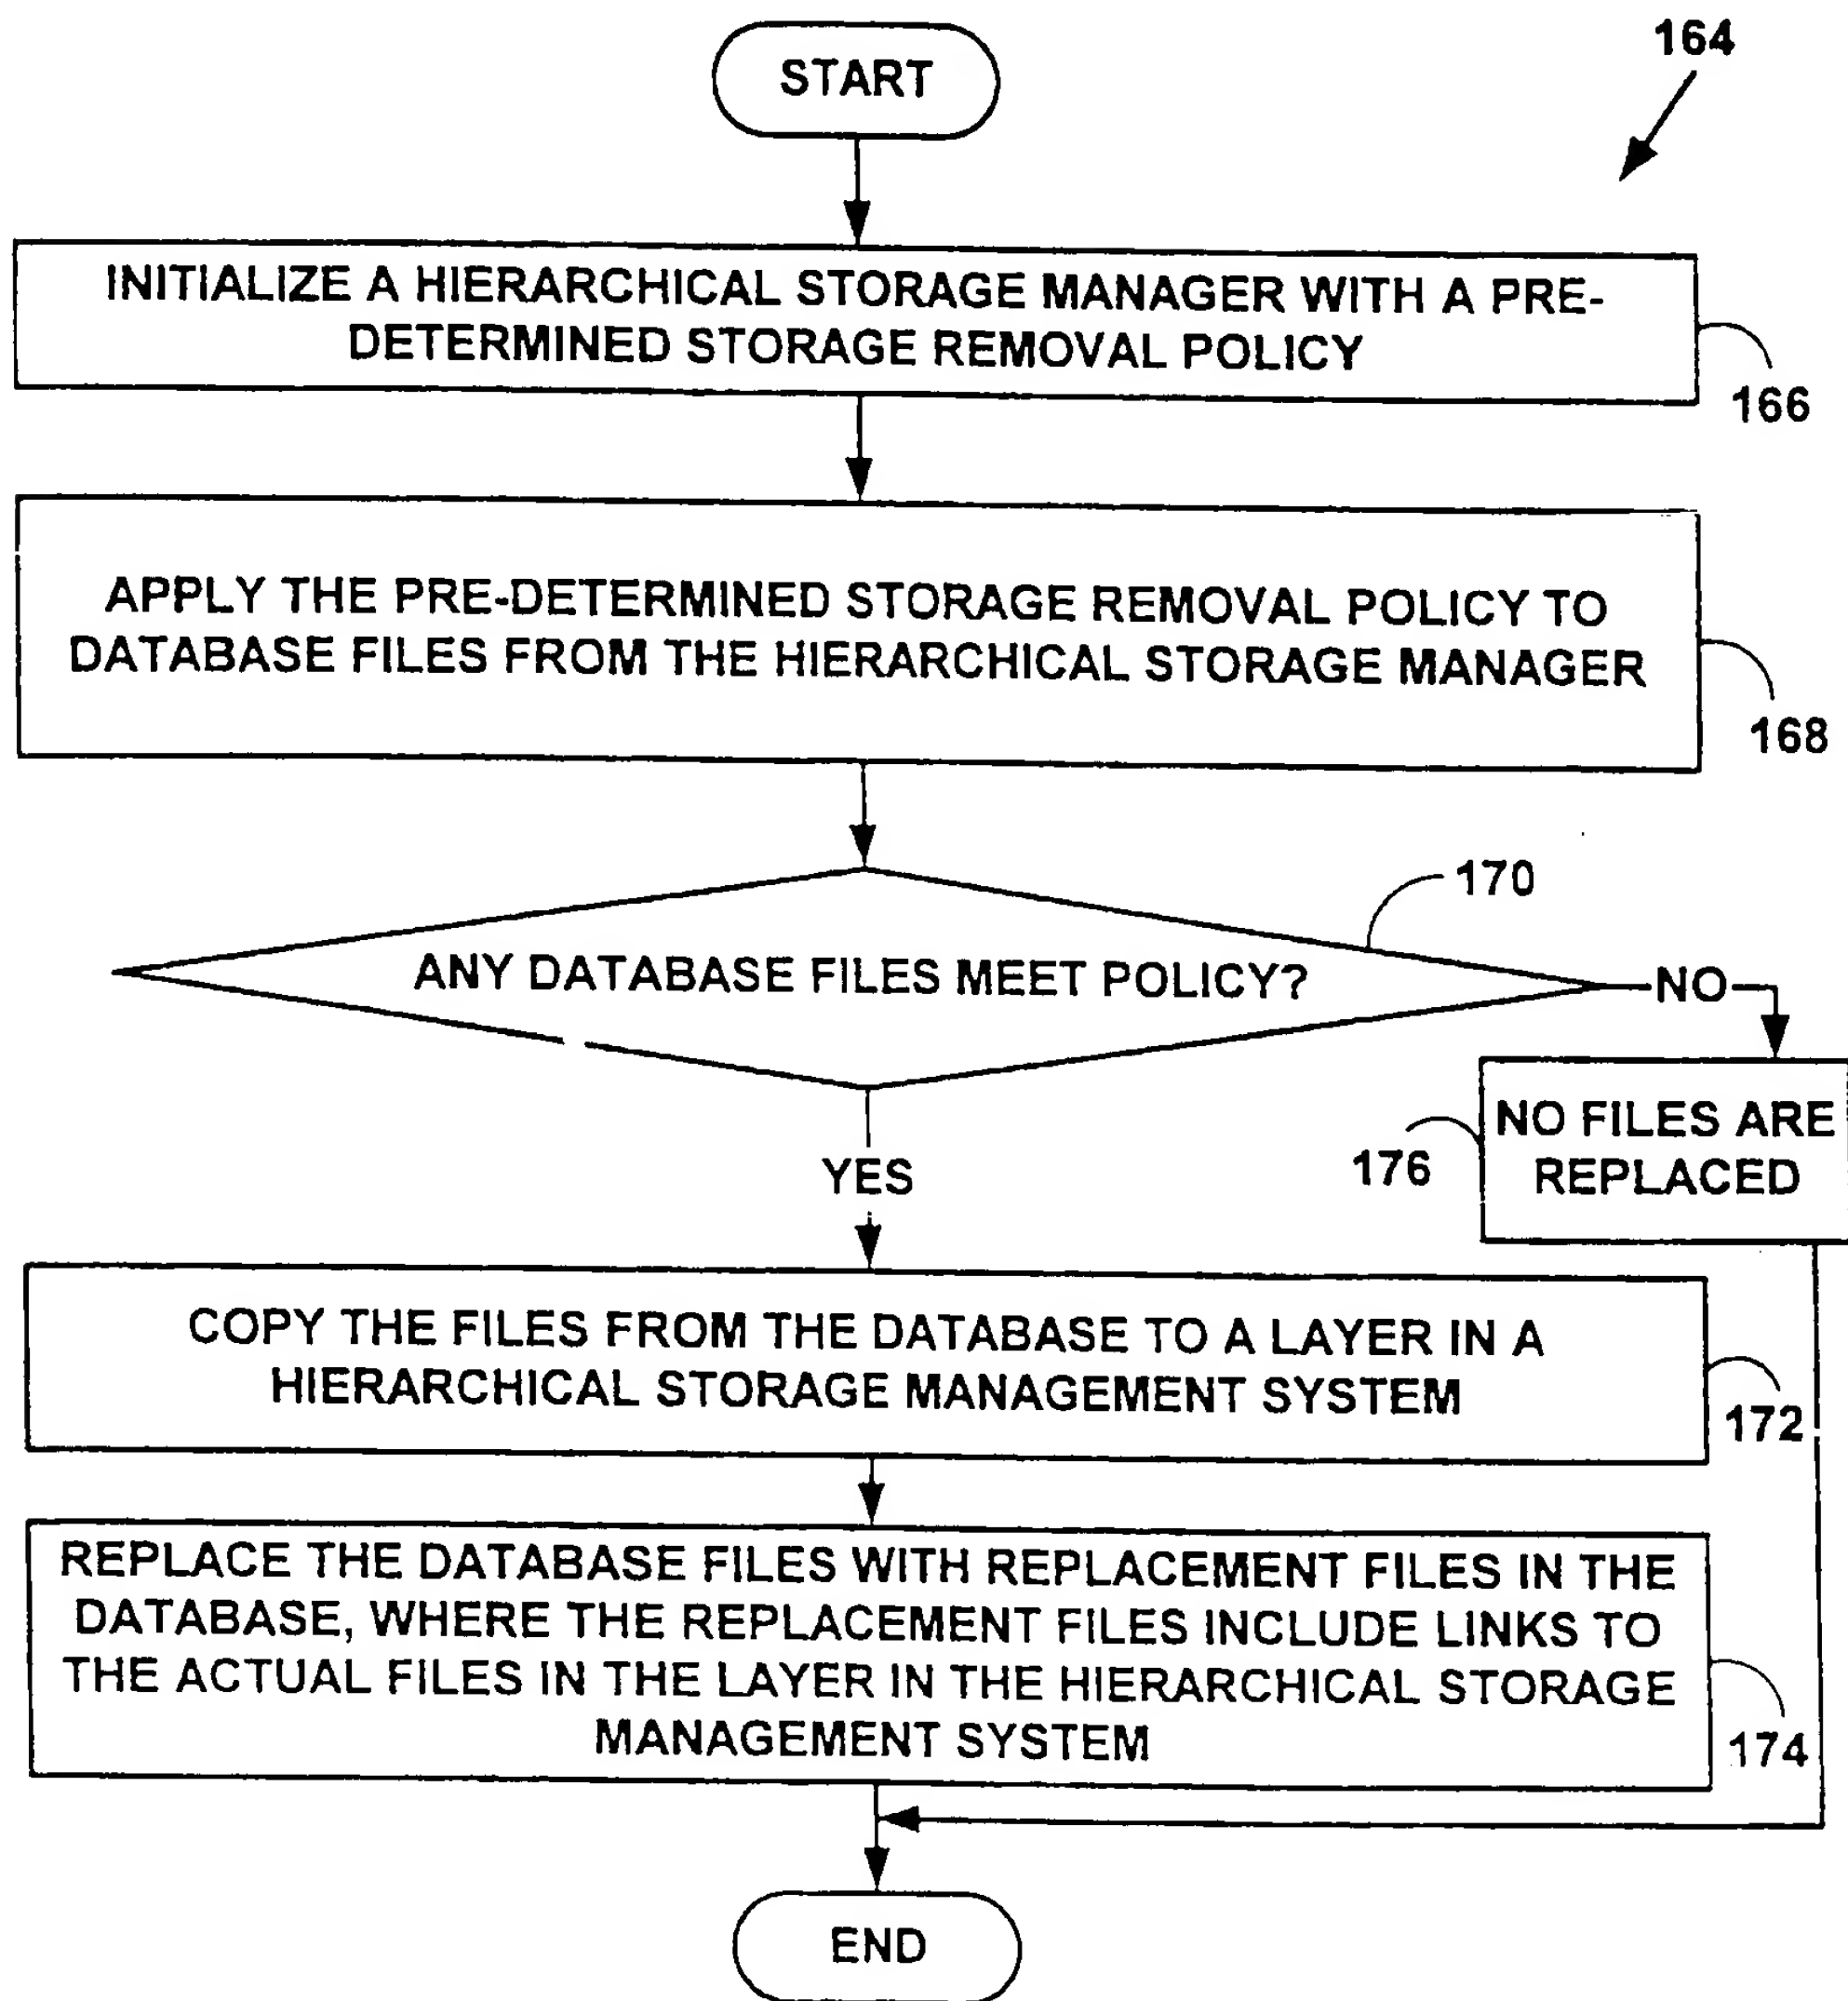 164
START
INITIALIZE A HIERARCHICAL STORAGE MANAGER WITH A PRE-
DETERMINED STORAGE REMOVAL POLICY
166
APPLY THE PRE-DETERMINED STORAGE REMOVAL POLICY TO
DATABASE FILES FROM THE HIERARCHICAL STORAGE MANAGER
168
170
ANY DATABASE FILES MEET POLICY?
NO
NO FILES ARE
REPLACED
176
YES
COPY THE FILES FROM THE DATABASE TO A LAYER IN A
HIERARCHICAL STORAGE MANAGEMENT SYSTEM
172
REPLACE THE DATABASE FILES WITH REPLACEMENT FILES IN THE
DATABASE, WHERE THE REPLACEMENT FILES INCLUDE LINKS TO
THE ACTUAL FILES IN THE LAYER IN THE HIERARCHICAL STORAGE
MANAGEMENT SYSTEM
174
END